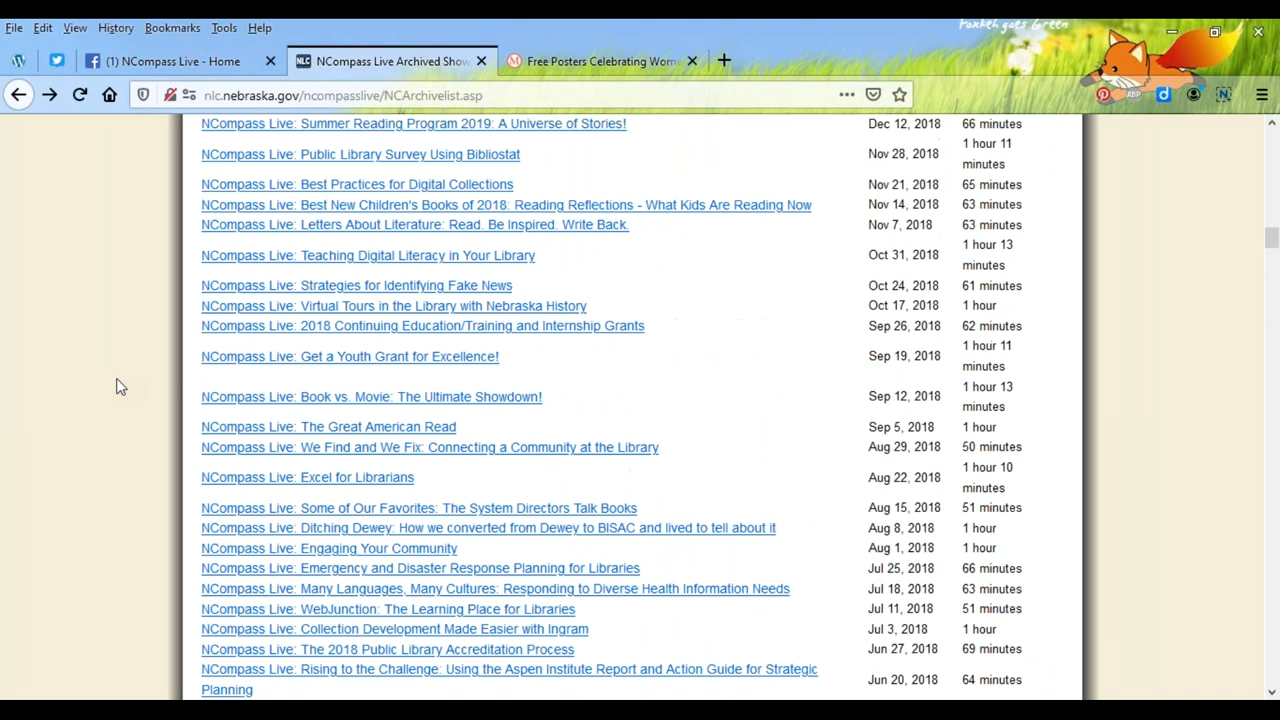 File Edit View History Bookmarks Tools Help
Foxkeh goes Green
(1) NCompass Live - Home
NLC NCompass Live Archived Show
Free Posters Celebrating Wom
nlc.nebraska.gov/ncompasslive/NCArchivelist.asp
ABP
NCompass Live: Summer Reading Program 2019: A Universe of Stories! Dec 12, 2018 66 minutes
NCompass Live: Public Library Survey Using Bibliostat Nov 28, 2018 1 hour 11
minutes
NCompass Live: Best Practices for Digital Collections Nov 21, 2018 65 minutes
NCompass Live: Best New Children's Books of 2018: Reading Reflections - What Kids Are Reading Now Nov 14, 2018 63 minutes
NCompass Live: Letters About Literature: Read. Be Inspired. Write Back. Nov 7, 2018 63 minutes
NCompass Live: Teaching Digital Literacy in Your Library Oct 31, 2018 1 hour 13
minutes
NCompass Live: Strategies for Identifying Fake News Oct 24, 2018 61 minutes
NCompass Live: Virtual Tours in the Library with Nebraska History Oct 17, 2018 1 hour
NCompass Live: 2018 Continuing Education/Training and Internship Grants Sep 26, 2018 62 minutes
NCompass Live: Get a Youth Grant for Excellence! Sep 19, 2018 1 hour 11
minutes
NCompass Live: Book vs. Movie: The Ultimate Showdown! Sep 12, 2018 1 hour 13
minutes
NCompass Live: The Great American Read Sep 5, 2018 1 hour
NCompass Live: We Find and We Fix: Connecting a Community at the Library Aug 29, 2018 50 minutes
NCompass Live: Excel for Librarians Aug 22, 2018 1 hour 10
minutes
NCompass Live: Some of Our Favorites: The System Directors Talk Books Aug 15, 2018 51 minutes
NCompass Live: Ditching Dewey: How we converted from Dewey to BISAC and lived to tell about it Aug 8, 2018 1 hour
NCompass Live: Engaging Your Community Aug 1, 2018 1 hour
NCompass Live: Emergency and Disaster Response Planning for Libraries Jul 25, 2018 66 minutes
NCompass Live: Many Languages, Many Cultures: Responding to Diverse Health Information Needs Jul 18, 2018 63 minutes
NCompass Live: WebJunction: The Learning Place for Libraries Jul 11, 2018 51 minutes
NCompass Live: Collection Development Made Easier with Ingram Jul 3, 2018 1 hour
NCompass Live: The 2018 Public Library Accreditation Process Jun 27, 2018 69 minutes
NCompass Live: Rising to the Challenge: Using the Aspen Institute Report and Action Guide for Strategic
Planning Jun 20, 2018 64 minutes